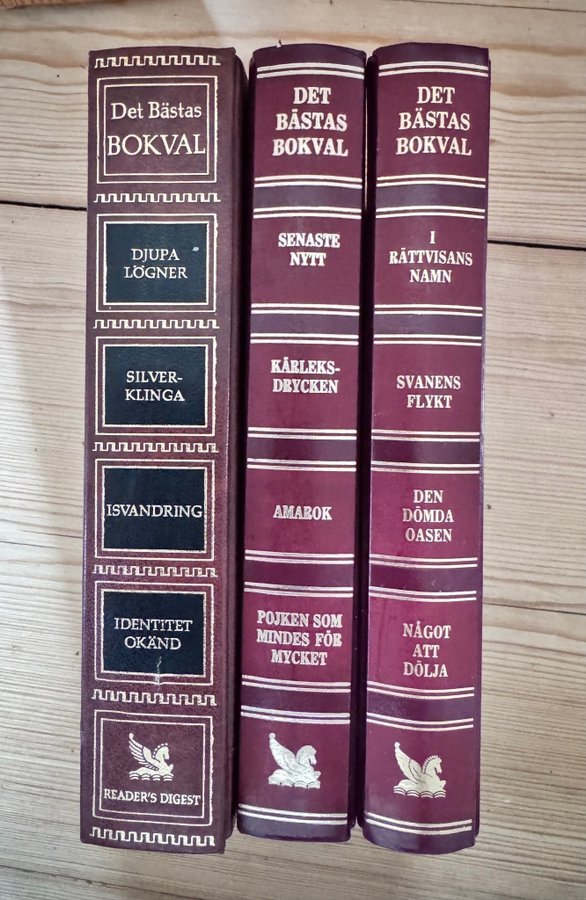 Det Bästas
BOKVAL
DJUPA
LÖGNER
SILVER-
KLINGA
ISVANDRING
IDENTITET
OKÄND
READER'S DIGEST
DET
BÄSTAS
BOKVAL
SENASTE
NYTT
KÄRLEKS-
DRYCKEN
AMAROK
POJKEN SOM
MINDES FÖR
MYCKET
DET
BÄSTAS
BOKVAL
I
RÄTTVISANS
NAMN
SVANENS
FLYKT
DEN
DÖMDA
OASEN
NÅGOT
ATT
DÖLJA